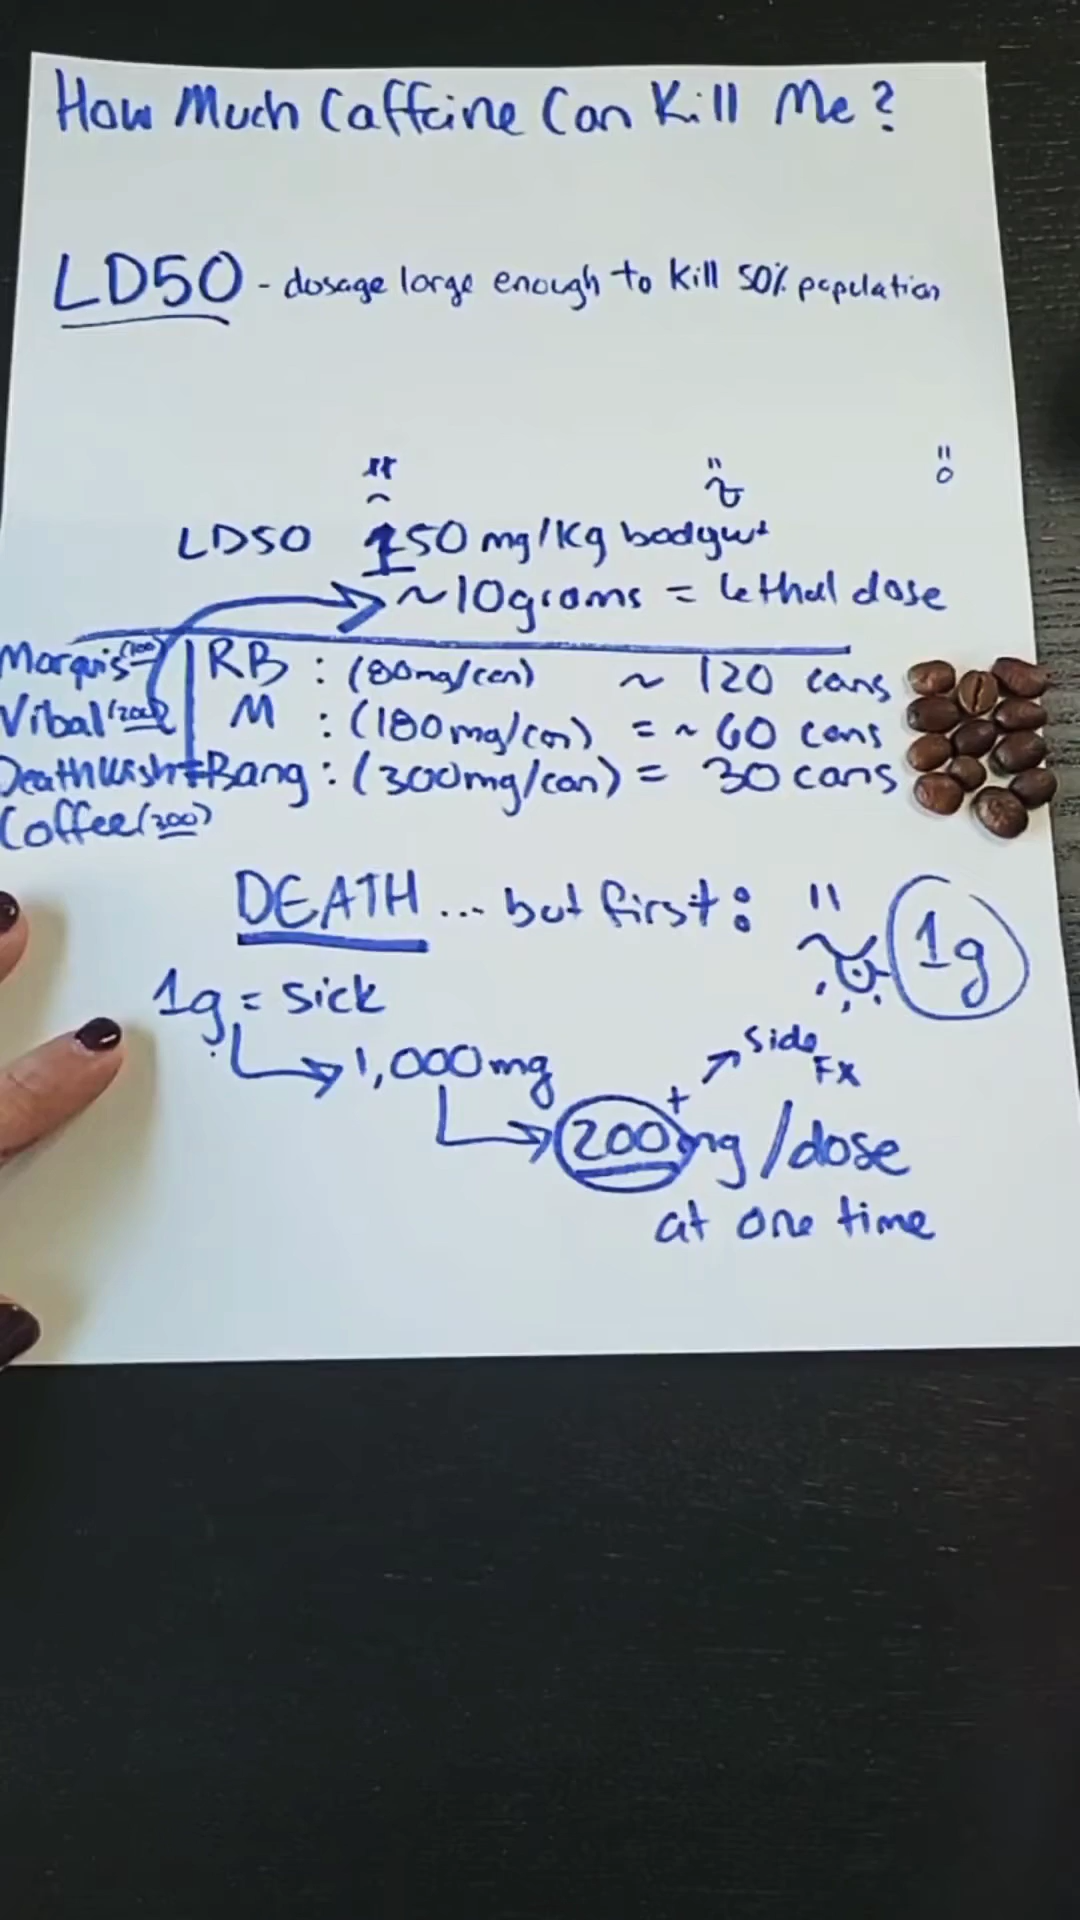 How Much Caffeine Can Kill Me?
LD50 - dosage large enough to kill 50% population
LD50 150 mg/Kg bodywt
~10grams = lethal dose
Marquis (100) RB : (80mg/can) ~ 120 cans
(200) M : (180mg/can) = ~ 60 cans
DeathWish Bang : (300mg/can) = 30 cans
Coffee (300)
DEATH ... but first: 1g
1g = sick
1,000mg side FX
200+mg/dose
at one time